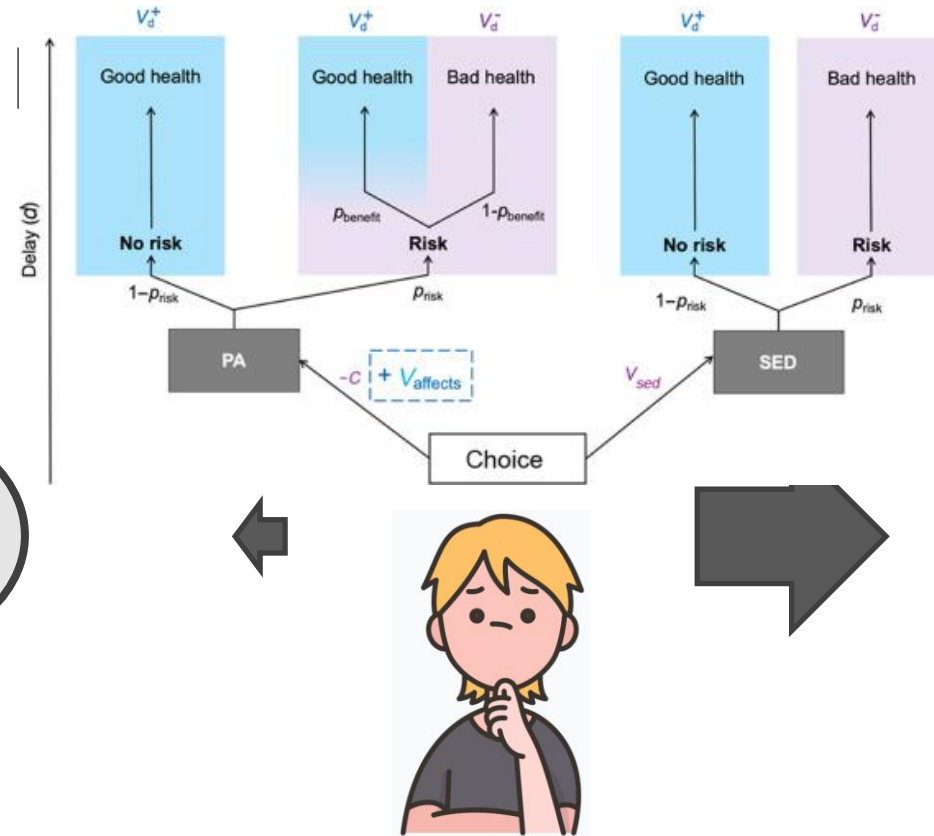 V_d^+ V_d^- V_d^+ V_d^-
Good health Good health Bad health Good health Bad health
Delay (d)
p_benefit 1-p_benefit
No risk Risk No risk Risk
1–p_risk p_risk 1–p_risk p_risk
PA SED
-C + V_affects V_sed
Choice